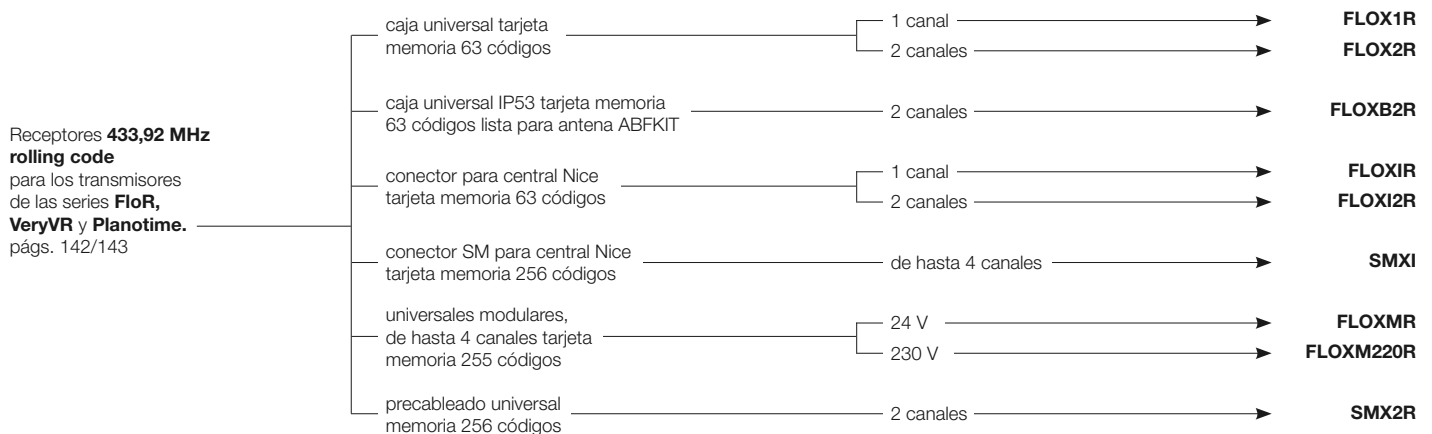 Receptores 433,92 MHz
rolling code
para los transmisores
de las series FloR,
VeryVR y Planotime.
págs. 142/143
caja universal tarjeta
memoria 63 códigos
1 canal
FLOX1R
2 canales
FLOX2R
caja universal IP53 tarjeta memoria
63 códigos lista para antena ABFKIT
2 canales
FLOXB2R
conector para central Nice
tarjeta memoria 63 códigos
1 canal
FLOXIR
2 canales
FLOXI2R
conector SM para central Nice
tarjeta memoria 256 códigos
de hasta 4 canales
SMXI
universales modulares,
de hasta 4 canales tarjeta
memoria 255 códigos
24 V
FLOXMR
230 V
FLOXM220R
precableado universal
memoria 256 códigos
2 canales
SMX2R